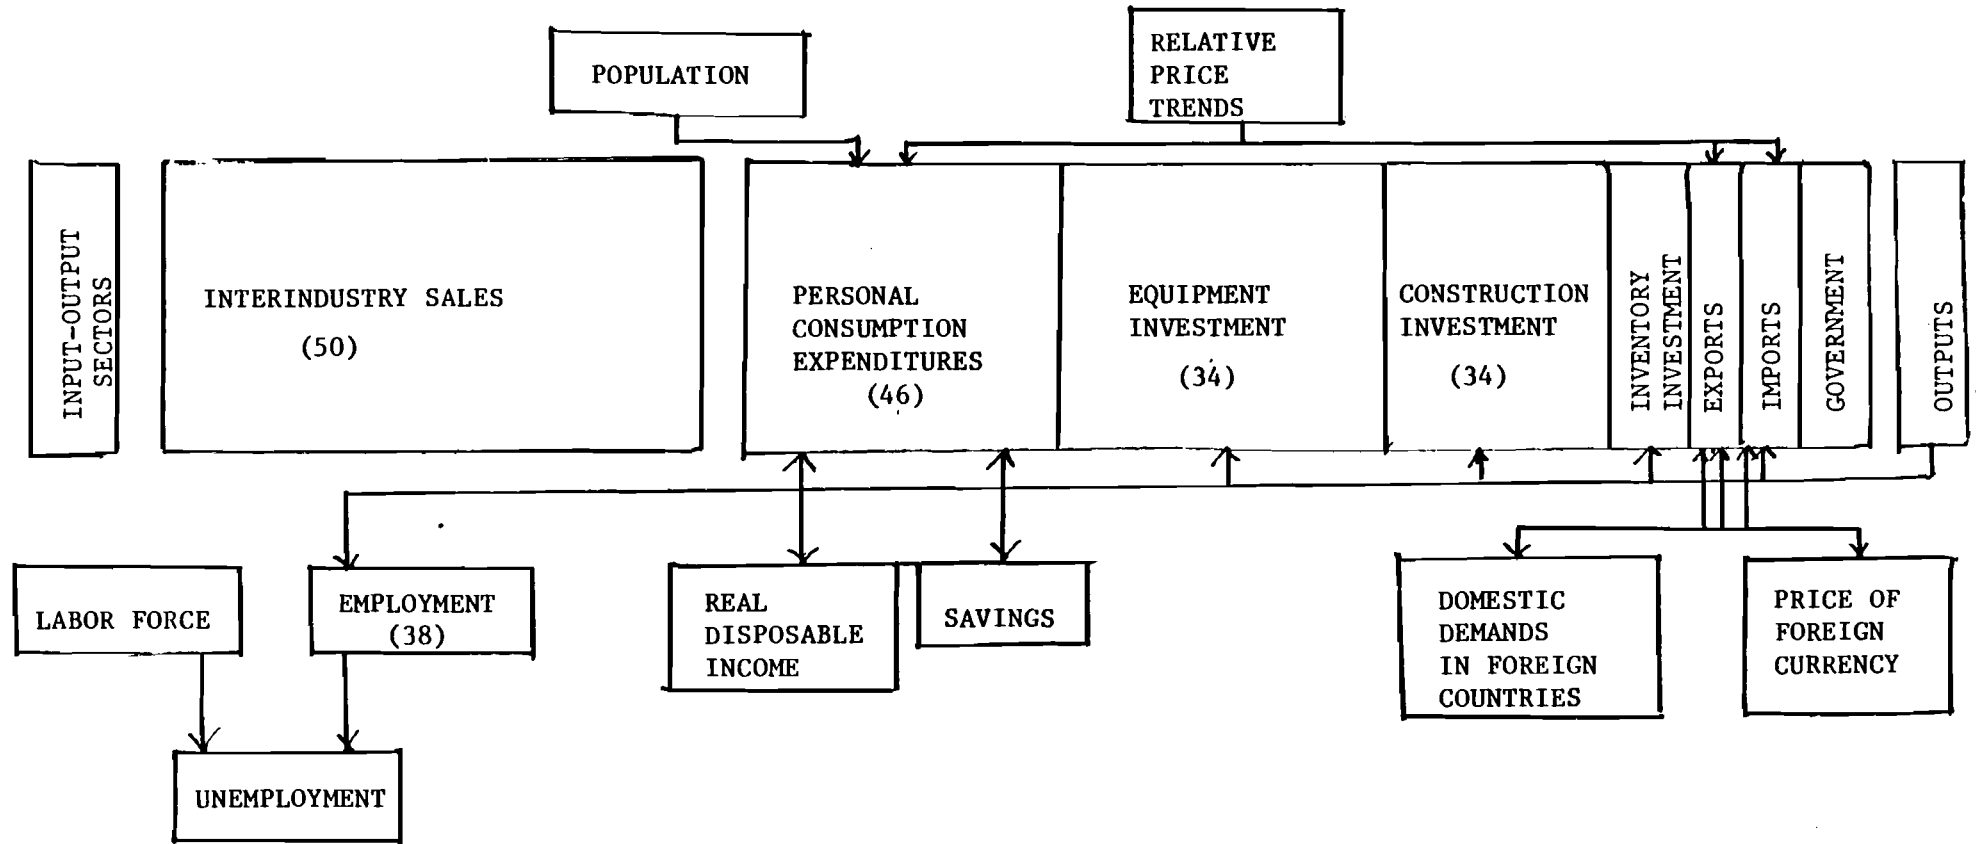 POPULATION
RELATIVE
PRICE
TRENDS
INPUT-OUTPUT
SECTORS
INTERINDUSTRY SALES
(50)
PERSONAL
CONSUMPTION
EXPENDITURES
(46)
EQUIPMENT
INVESTMENT
(34)
CONSTRUCTION
INVESTMENT
(34)
INVENTORY
INVESTMENT
EXPORTS
IMPORTS
GOVERNMENT
OUTPUTS
LABOR FORCE
EMPLOYMENT
(38)
REAL
DISPOSABLE
INCOME
SAVINGS
DOMESTIC
DEMANDS
IN FOREIGN
COUNTRIES
PRICE OF
FOREIGN
CURRENCY
UNEMPLOYMENT